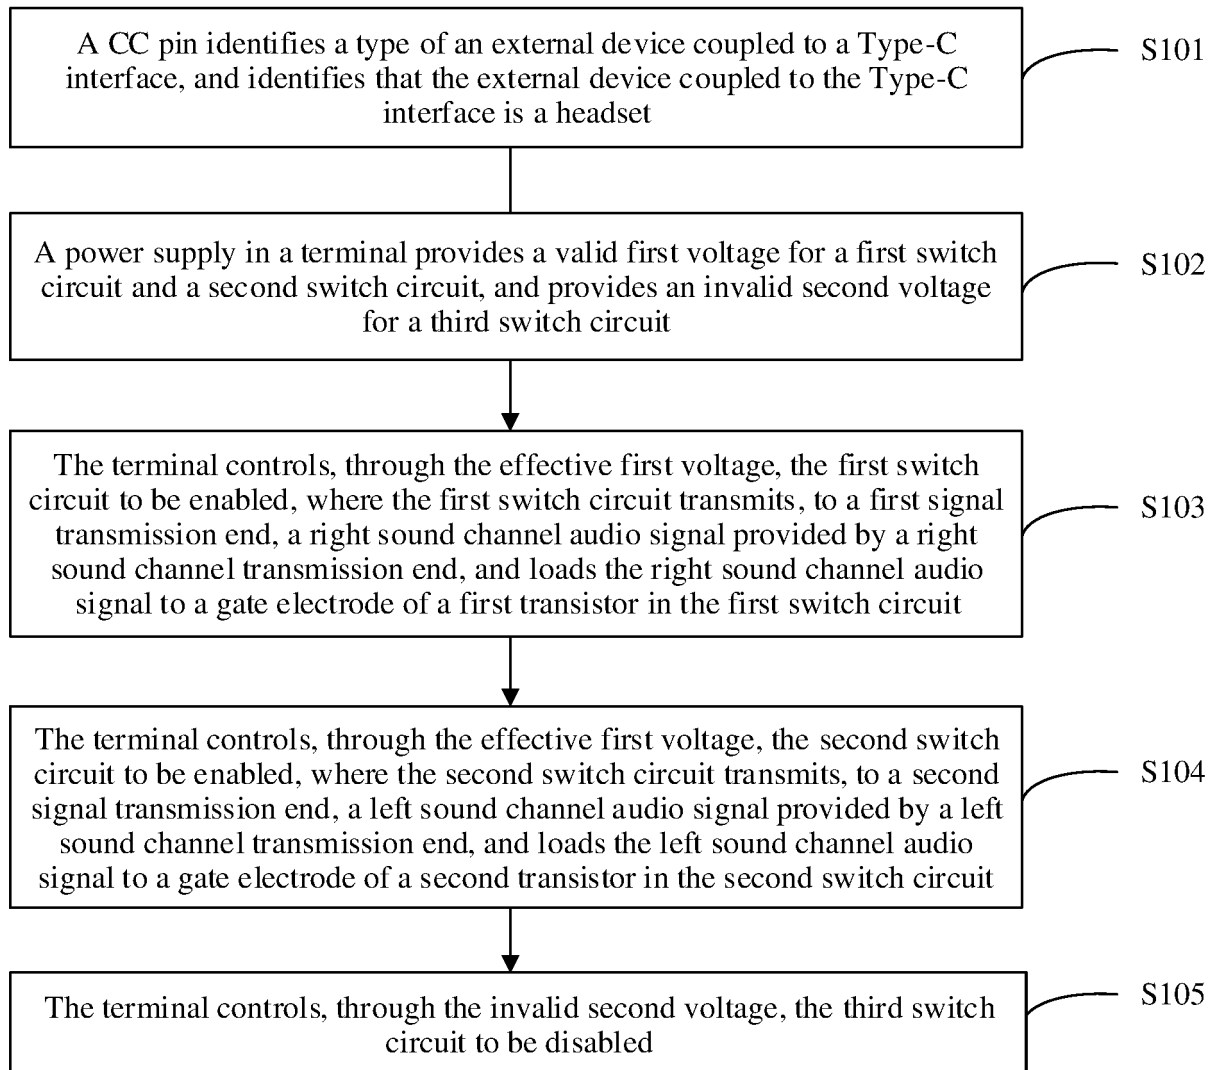 A CC pin identifies a type of an external device coupled to a Type-C
interface, and identifies that the external device coupled to the Type-C
interface is a headset
S101
A power supply in a terminal provides a valid first voltage for a first switch
circuit and a second switch circuit, and provides an invalid second voltage
for a third switch circuit
S102
The terminal controls, through the effective first voltage, the first switch
circuit to be enabled, where the first switch circuit transmits, to a first signal
transmission end, a right sound channel audio signal provided by a right
sound channel transmission end, and loads the right sound channel audio
signal to a gate electrode of a first transistor in the first switch circuit
S103
The terminal controls, through the effective first voltage, the second switch
circuit to be enabled, where the second switch circuit transmits, to a second
signal transmission end, a left sound channel audio signal provided by a left
sound channel transmission end, and loads the left sound channel audio
signal to a gate electrode of a second transistor in the second switch circuit
S104
The terminal controls, through the invalid second voltage, the third switch
circuit to be disabled
S105